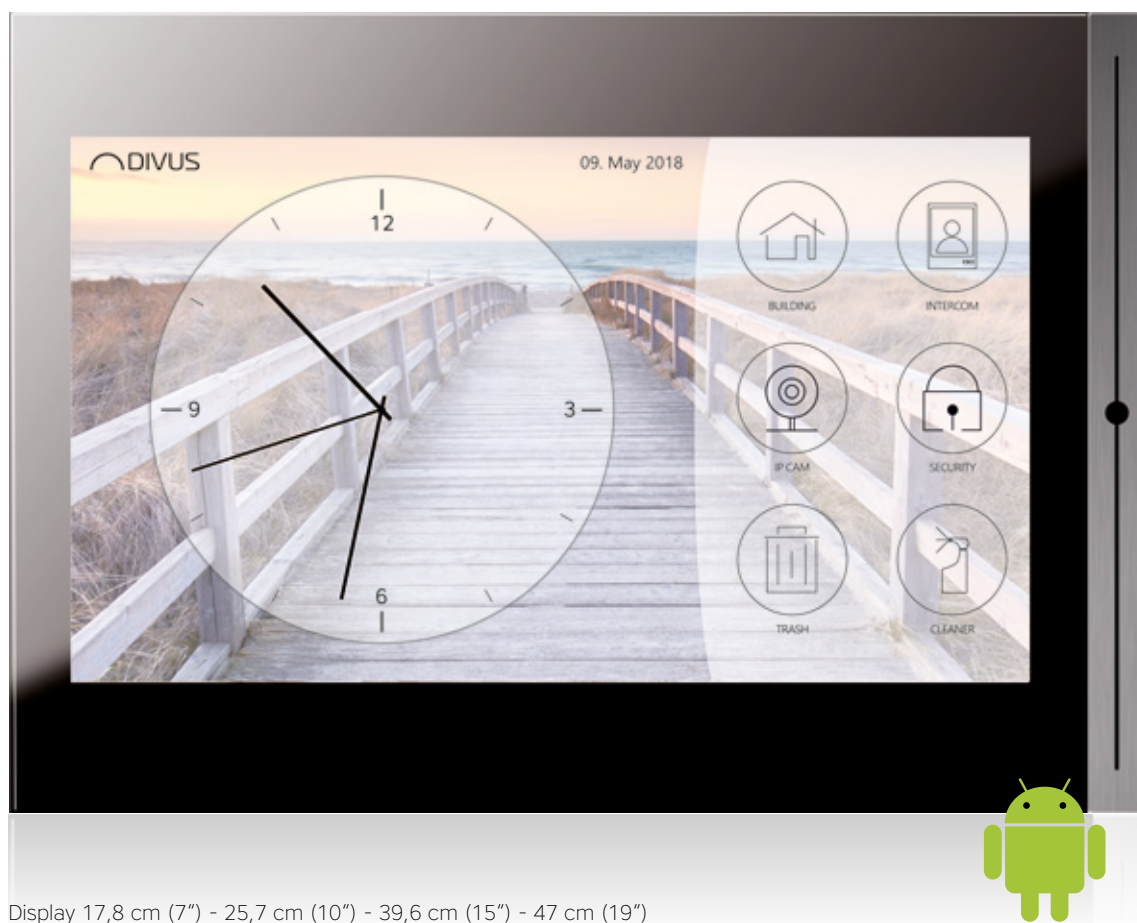 DIVUS
09. May 2018
12
9
3
6
BUILDING
INTERCOM
IP CAM
SECURITY
TRASH
CLEANER
Display 17,8 cm (7”) - 25,7 cm (10”) - 39,6 cm (15”) - 47 cm (19”)